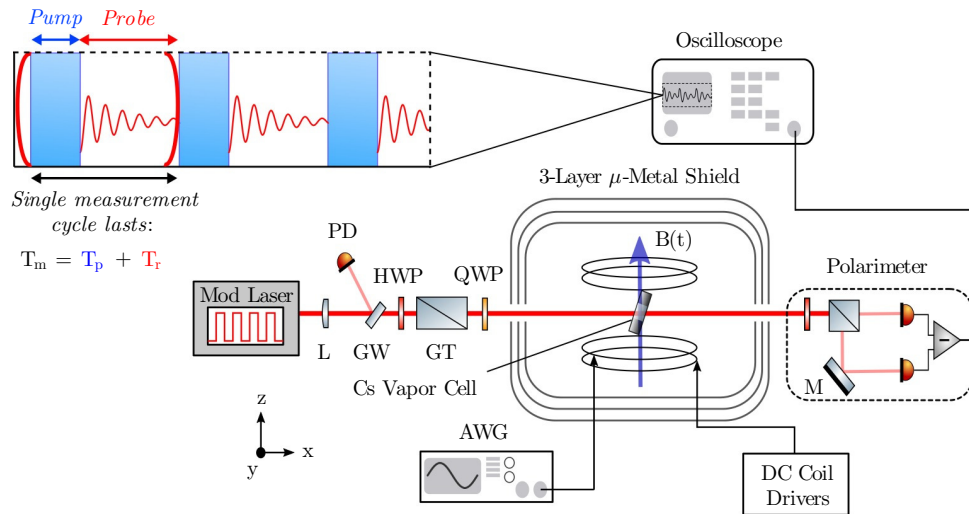 Pump Probe
Oscilloscope
Single measurement
cycle lasts:
Tₘ = Tₚ + Tᵣ
3-Layer μ-Metal Shield
PD
B(t)
HWP
QWP
Polarimeter
Mod Laser
L
GW
GT
M
Cs Vapor Cell
z
x
y
AWG
DC Coil
Drivers